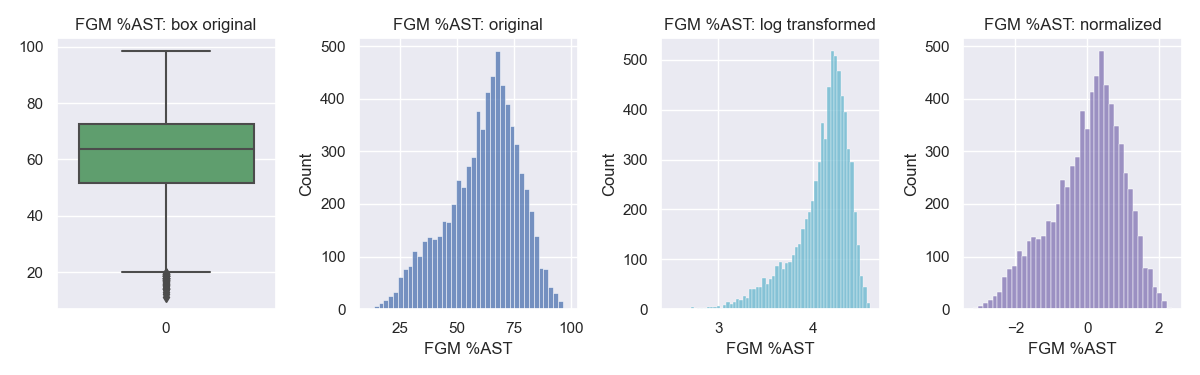 FGM %AST: box original
100
80
60
40
20
0
FGM %AST: original
500
400
300
200
100
0
Count
25 50 75 100
FGM %AST
FGM %AST: log transformed
500
400
300
200
100
0
Count
3 4
FGM %AST
FGM %AST: normalized
500
400
300
200
100
0
Count
−2 0 2
FGM %AST